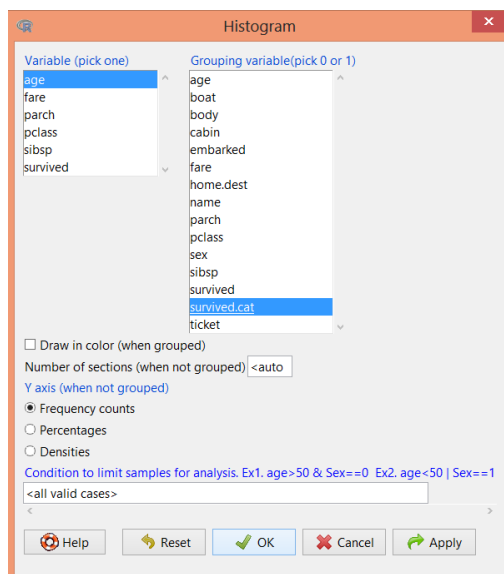 Histogram
Variable (pick one)
age
fare
parch
pclass
sibsp
survived
Grouping variable(pick 0 or 1)
age
boat
body
cabin
embarked
fare
home.dest
name
parch
pclass
sex
sibsp
survived
survived.cat
ticket
Draw in color (when grouped)
Number of sections (when not grouped) <auto
Y axis (when not grouped)
Frequency counts
Percentages
Densities
Condition to limit samples for analysis. Ex1. age>50 & Sex==0 Ex2. age<50 | Sex==1
<all valid cases>
Help Reset OK Cancel Apply